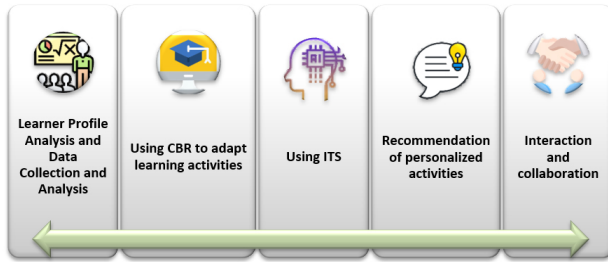 Learner Profile
Analysis and
Data
Collection and
Analysis
Using CBR to adapt
learning activities
Using ITS
Recommendation
of personalized
activities
Interaction
and
collaboration